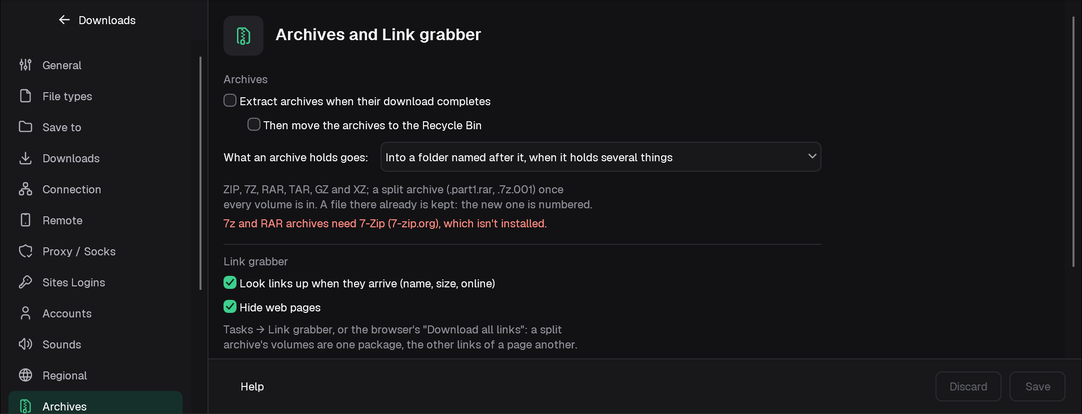 Downloads
General
File types
Save to
Downloads
Connection
Remote
Proxy / Socks
Sites Logins
Accounts
Sounds
Regional
Archives
Archives and Link grabber
Archives
Extract archives when their download completes
Then move the archives to the Recycle Bin
What an archive holds goes: Into a folder named after it, when it holds several things
ZIP, 7Z, RAR, TAR, GZ and XZ; a split archive (.part1.rar, .7z.001) once
every volume is in. A file there already is kept: the new one is numbered.
7z and RAR archives need 7-Zip (7-zip.org), which isn't installed.
Link grabber
Look links up when they arrive (name, size, online)
Hide web pages
Tasks → Link grabber, or the browser's "Download all links": a split
archive's volumes are one package, the other links of a page another.
Help
Discard
Save